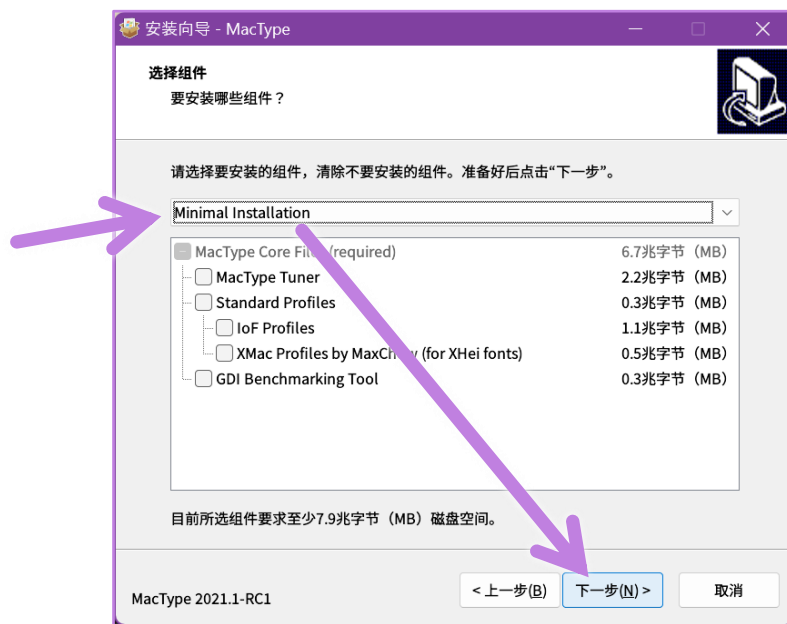 安装向导 - MacType
选择组件
要安装哪些组件？
请选择要安装的组件，清除不要安装的组件。准备好后点击“下一步”。
Minimal Installation
MacType Core (required) 6.7兆字节（MB）
MacType Tuner 2.2兆字节（MB）
Standard Profiles 0.3兆字节（MB）
IoF Profiles 1.1兆字节（MB）
XMac Profiles by (for XHei fonts) 0.5兆字节（MB）
GDI Benchmarking Tool 0.3兆字节（MB）
目前所选组件要求至少7.9兆字节（MB）磁盘空间。
MacType 2021.1-RC1
< 上一步(B) 下一步(N) > 取消